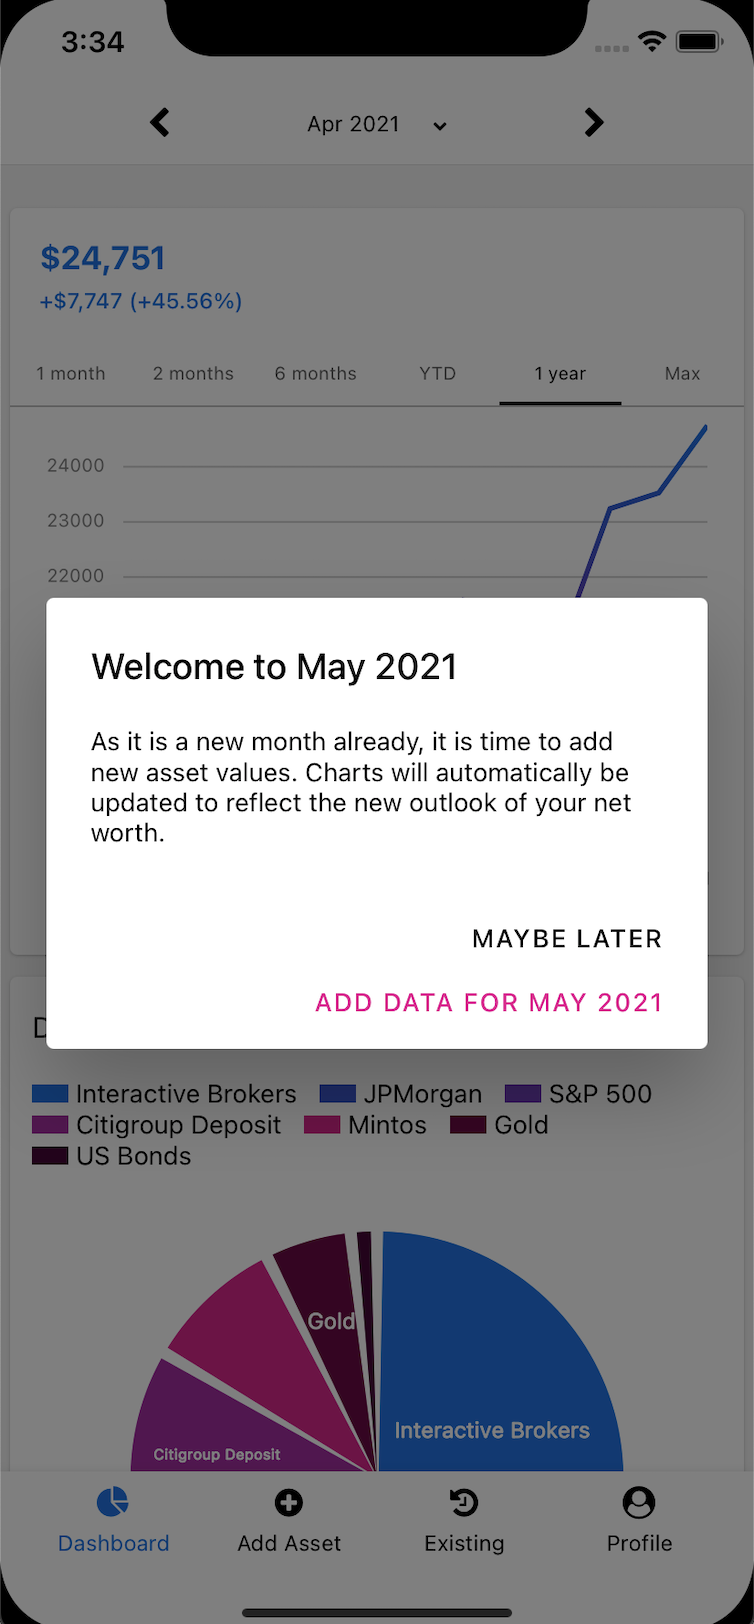 3:34
Apr 2021
$24,751
+$7,747 (+45.56%)
1 month 2 months 6 months YTD 1 year Max
24000
23000
22000
Welcome to May 2021
As it is a new month already, it is time to add
new asset values. Charts will automatically be
updated to reflect the new outlook of your net
worth.
MAYBE LATER
ADD DATA FOR MAY 2021
Interactive Brokers JPMorgan S&P 500
Citigroup Deposit Mintos Gold
US Bonds
Gold
Interactive Brokers
Citigroup Deposit
Dashboard Add Asset Existing Profile